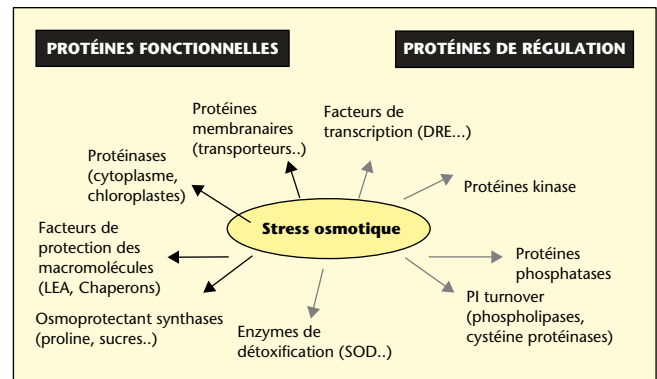 PROTÉINES FONCTIONNELLES
PROTÉINES DE RÉGULATION
Protéines
membranaires
(transporteurs..)
Facteurs de
transcription (DRE...)
Protéinases
(cytoplasme,
chloroplastes)
Protéines kinase
Stress osmotique
Facteurs de
protection des
macromolécules
(LEA, Chaperons)
Protéines
phosphatases
Osmoprotectant synthases
(proline, sucres..)
Enzymes de
détoxification (SOD..)
PI turnover
(phospholipases,
cystéine protéinases)